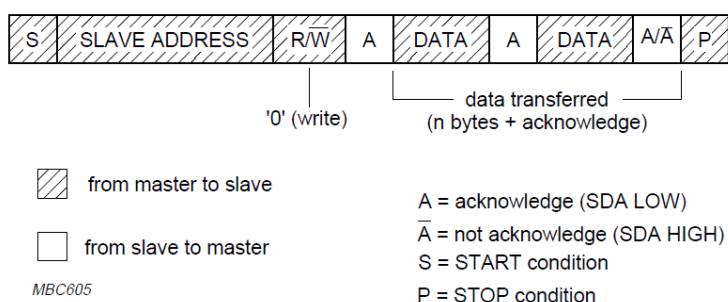 S SLAVE ADDRESS R/W̅ A DATA A DATA A/A̅ P
'0' (write)
data transferred
(n bytes + acknowledge)
from master to slave
from slave to master
A = acknowledge (SDA LOW)
A̅ = not acknowledge (SDA HIGH)
S = START condition
P = STOP condition
MBC605